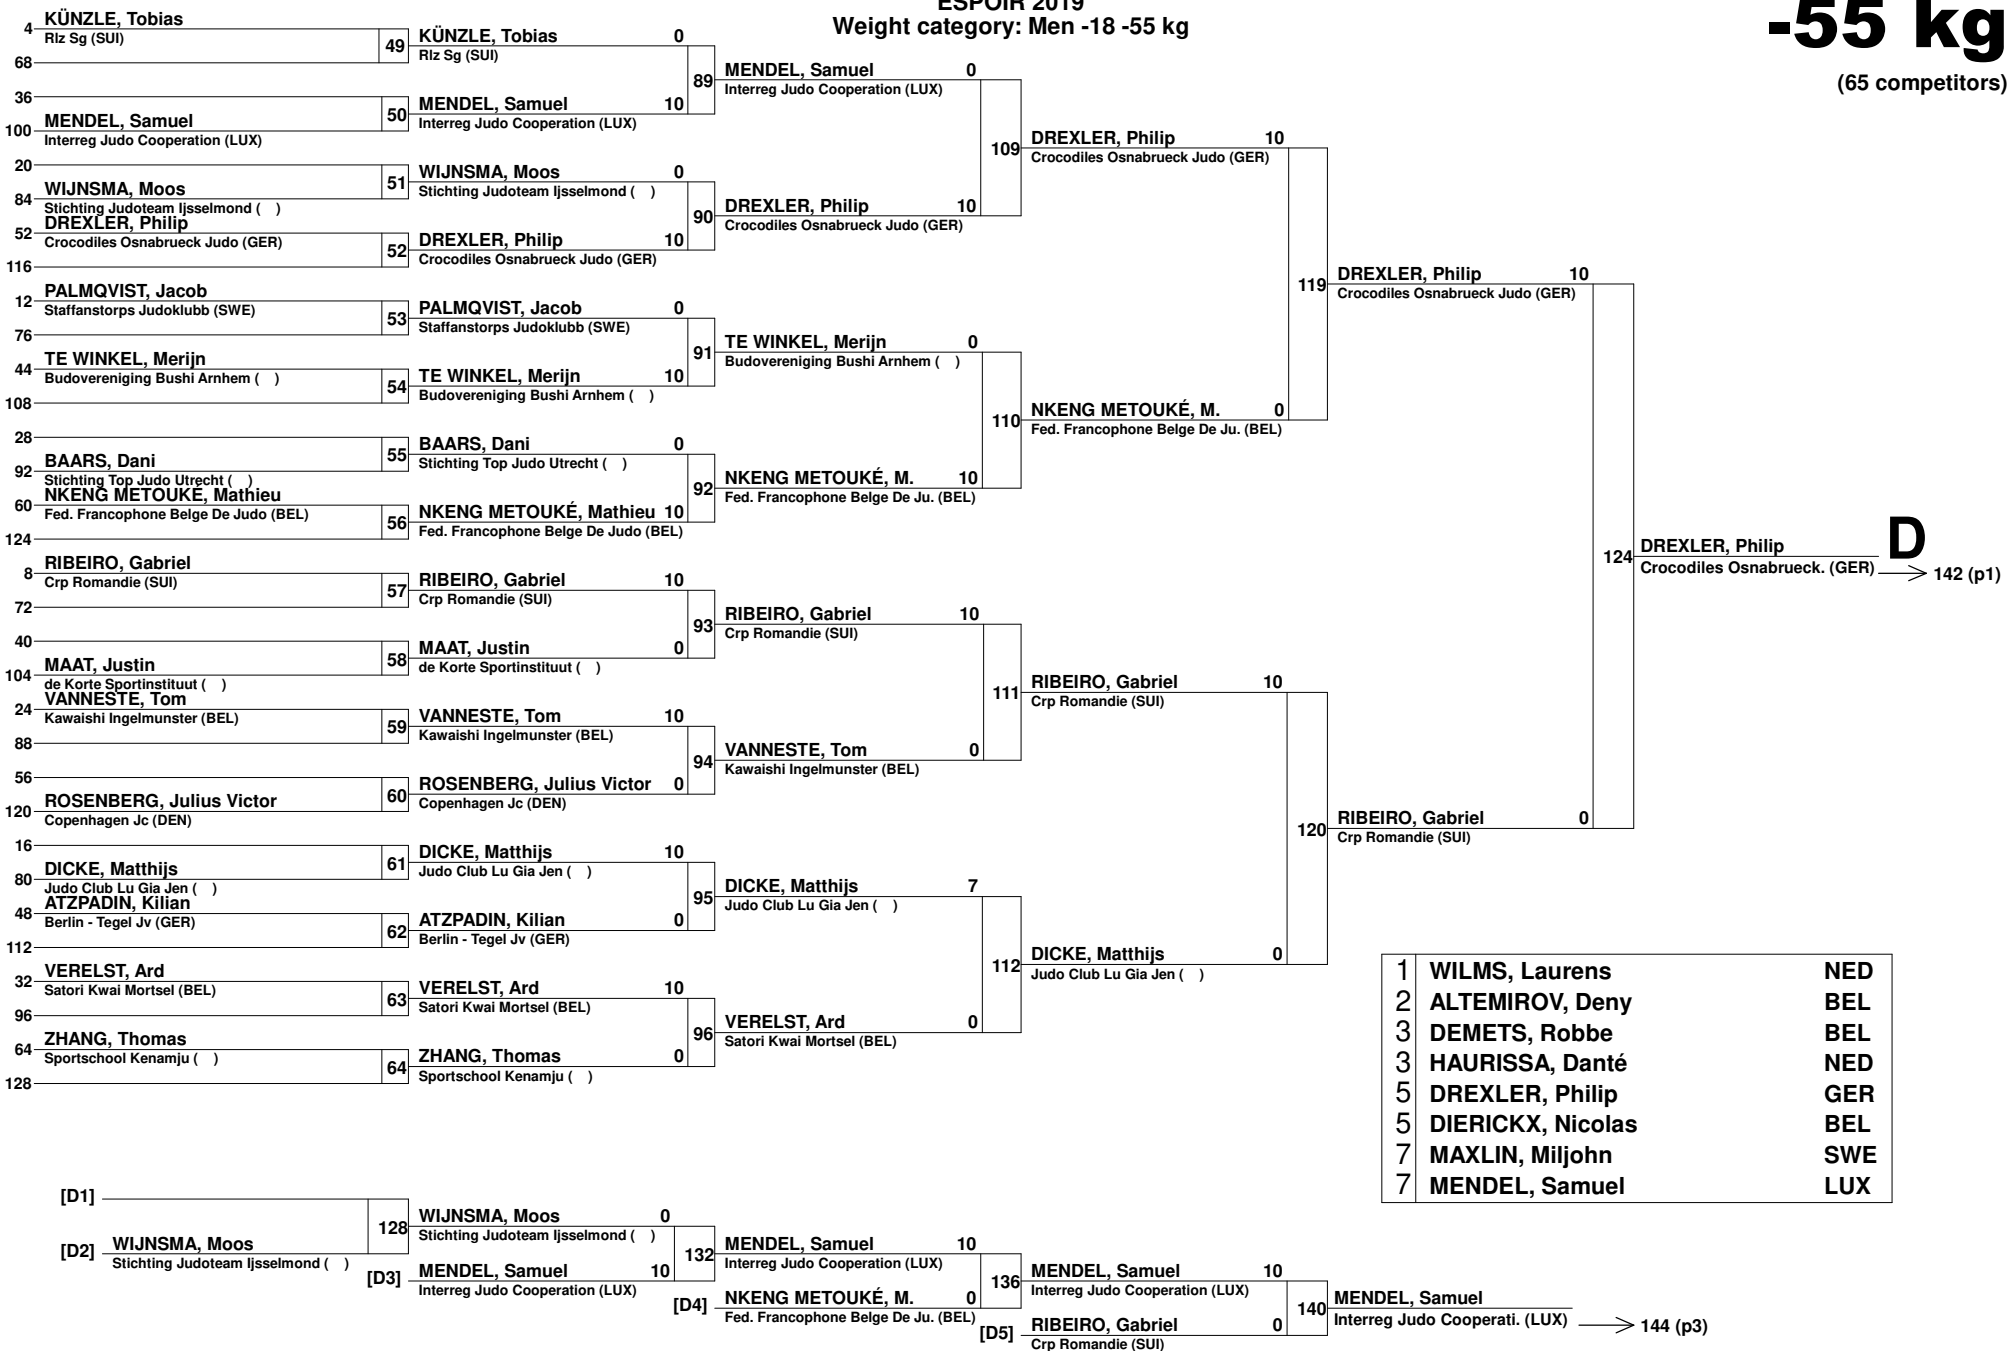 ESPOIR 2019
Weight category: Men -18 -55 kg
-55 kg
(65 competitors)
4 KÜNZLE, Tobias
Rlz Sg (SUI)
68
36
100 MENDEL, Samuel
Interreg Judo Cooperation (LUX)
20
84 WIJNSMA, Moos
Stichting Judoteam Ijsselmond ( )
52 DREXLER, Philip
Crocodiles Osnabrueck Judo (GER)
116
12 PALMQVIST, Jacob
Staffanstorps Judoklubb (SWE)
76
44 TE WINKEL, Merijn
Budovereniging Bushi Arnhem ( )
108
28
92 BAARS, Dani
Stichting Top Judo Utrecht ( )
60 NKENG METOUKÉ, Mathieu
Fed. Francophone Belge De Judo (BEL)
124
8 RIBEIRO, Gabriel
Crp Romandie (SUI)
72
40
104 MAAT, Justin
de Korte Sportinstituut ( )
24 VANNESTE, Tom
Kawaishi Ingelmunster (BEL)
88
56
120 ROSENBERG, Julius Victor
Copenhagen Jc (DEN)
16
80 DICKE, Matthijs
Judo Club Lu Gia Jen ( )
48 ATZPADIN, Kilian
Berlin - Tegel Jv (GER)
112
32 VERELST, Ard
Satori Kwai Mortsel (BEL)
96
64 ZHANG, Thomas
Sportschool Kenamju ( )
128
49 KÜNZLE, Tobias 0
Rlz Sg (SUI)
50 MENDEL, Samuel 10
Interreg Judo Cooperation (LUX)
51 WIJNSMA, Moos 0
Stichting Judoteam Ijsselmond ( )
52 DREXLER, Philip 10
Crocodiles Osnabrueck Judo (GER)
53 PALMQVIST, Jacob 0
Staffanstorps Judoklubb (SWE)
54 TE WINKEL, Merijn 10
Budovereniging Bushi Arnhem ( )
55 BAARS, Dani 0
Stichting Top Judo Utrecht ( )
56 NKENG METOUKÉ, Mathieu 10
Fed. Francophone Belge De Judo (BEL)
57 RIBEIRO, Gabriel 10
Crp Romandie (SUI)
58 MAAT, Justin 0
de Korte Sportinstituut ( )
59 VANNESTE, Tom 10
Kawaishi Ingelmunster (BEL)
60 ROSENBERG, Julius Victor 0
Copenhagen Jc (DEN)
61 DICKE, Matthijs 10
Judo Club Lu Gia Jen ( )
62 ATZPADIN, Kilian 0
Berlin - Tegel Jv (GER)
63 VERELST, Ard 10
Satori Kwai Mortsel (BEL)
64 ZHANG, Thomas 0
Sportschool Kenamju ( )
89 MENDEL, Samuel 0
Interreg Judo Cooperation (LUX)
90 DREXLER, Philip 10
Crocodiles Osnabrueck Judo (GER)
91 TE WINKEL, Merijn 0
Budovereniging Bushi Arnhem ( )
92 NKENG METOUKÉ, M. 10
Fed. Francophone Belge De Ju. (BEL)
93 RIBEIRO, Gabriel 10
Crp Romandie (SUI)
94 VANNESTE, Tom 0
Kawaishi Ingelmunster (BEL)
95 DICKE, Matthijs 7
Judo Club Lu Gia Jen ( )
96 VERELST, Ard 0
Satori Kwai Mortsel (BEL)
109 DREXLER, Philip 10
Crocodiles Osnabrueck Judo (GER)
110 NKENG METOUKÉ, M. 0
Fed. Francophone Belge De Ju. (BEL)
111 RIBEIRO, Gabriel 10
Crp Romandie (SUI)
112 DICKE, Matthijs 0
Judo Club Lu Gia Jen ( )
119 DREXLER, Philip 10
Crocodiles Osnabrueck Judo (GER)
120 RIBEIRO, Gabriel 0
Crp Romandie (SUI)
124 DREXLER, Philip D
Crocodiles Osnabrueck. (GER) 142 (p1)
1 WILMS, Laurens NED
2 ALTEMIROV, Deny BEL
3 DEMETS, Robbe BEL
3 HAURISSA, Danté NED
5 DREXLER, Philip GER
5 DIERICKX, Nicolas BEL
7 MAXLIN, Miljohn SWE
7 MENDEL, Samuel LUX
[D1]
[D2] WIJNSMA, Moos
Stichting Judoteam Ijsselmond ( )
128 WIJNSMA, Moos 0
Stichting Judoteam Ijsselmond ( )
[D3] MENDEL, Samuel 10
Interreg Judo Cooperation (LUX)
132 MENDEL, Samuel 10
Interreg Judo Cooperation (LUX)
[D4] NKENG METOUKÉ, M. 0
Fed. Francophone Belge De Ju. (BEL)
136 MENDEL, Samuel 10
Interreg Judo Cooperation (LUX)
[D5] RIBEIRO, Gabriel 0
Crp Romandie (SUI)
140 MENDEL, Samuel
Interreg Judo Cooperati. (LUX) 144 (p3)